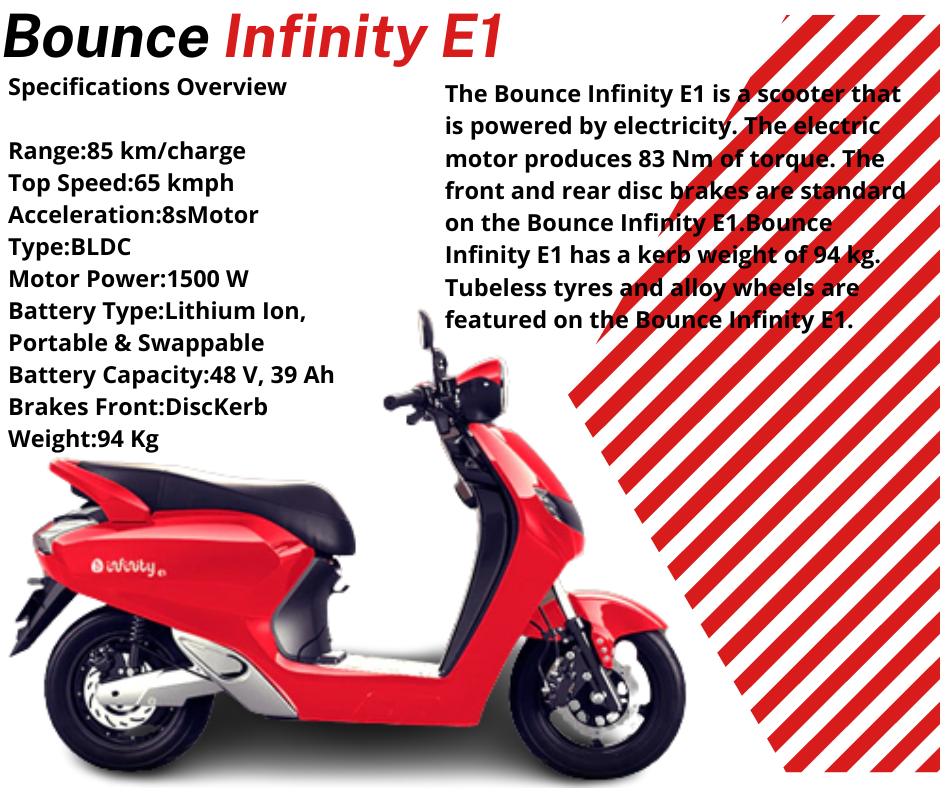 Bounce Infinity E1
Specifications Overview
Range:85 km/charge
Top Speed:65 kmph
Acceleration:8sMotor
Type:BLDC
Motor Power:1500 W
Battery Type:Lithium Ion,
Portable & Swappable
Battery Capacity:48 V, 39 Ah
Brakes Front:DiscKerb
Weight:94 Kg
The Bounce Infinity E1 is a scooter that
is powered by electricity. The electric
motor produces 83 Nm of torque. The
front and rear disc brakes are standard
on the Bounce Infinity E1.Bounce
Infinity E1 has a kerb weight of 94 kg.
Tubeless tyres and alloy wheels are
featured on the Bounce Infinity E1.
infinity